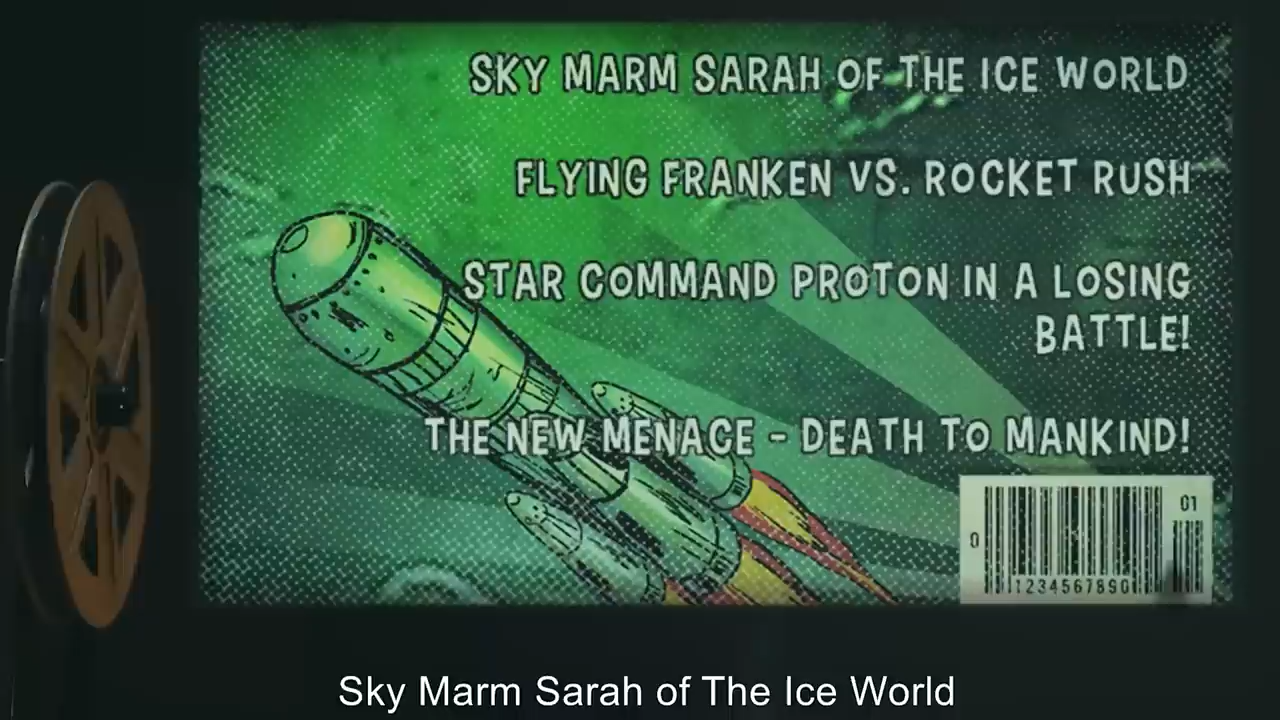 SKY MARM SARAH OF THE ICE WORLD
FLYING FRANKEN VS. ROCKET RUSH
STAR COMMAND PROTON IN A LOSING
BATTLE!
THE NEW MENACE - DEATH TO MANKIND!
01
0
1234567890
Sky Marm Sarah of The Ice World